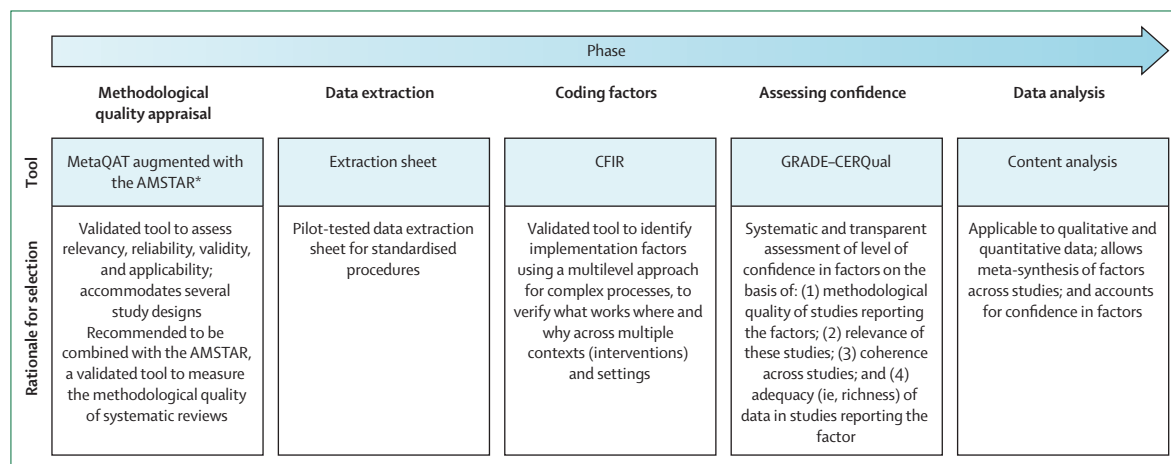 Phase
Methodological
quality appraisal
Data extraction
Coding factors
Assessing confidence
Data analysis
Tool
MetaQAT augmented with
the AMSTAR*
Extraction sheet
CFIR
GRADE–CERQual
Content analysis
Rationale for selection
Validated tool to assess
relevancy, reliability, validity,
and applicability;
accommodates several
study designs
Recommended to be
combined with the AMSTAR,
a validated tool to measure
the methodological quality
of systematic reviews
Pilot-tested data extraction
sheet for standardised
procedures
Validated tool to identify
implementation factors
using a multilevel approach
for complex processes, to
verify what works where and
why across multiple
contexts (interventions)
and settings
Systematic and transparent
assessment of level of
confidence in factors on the
basis of: (1) methodological
quality of studies reporting
the factors; (2) relevance of
these studies; (3) coherence
across studies; and (4)
adequacy (ie, richness) of
data in studies reporting the
factor
Applicable to qualitative and
quantitative data; allows
meta-synthesis of factors
across studies; and accounts
for confidence in factors